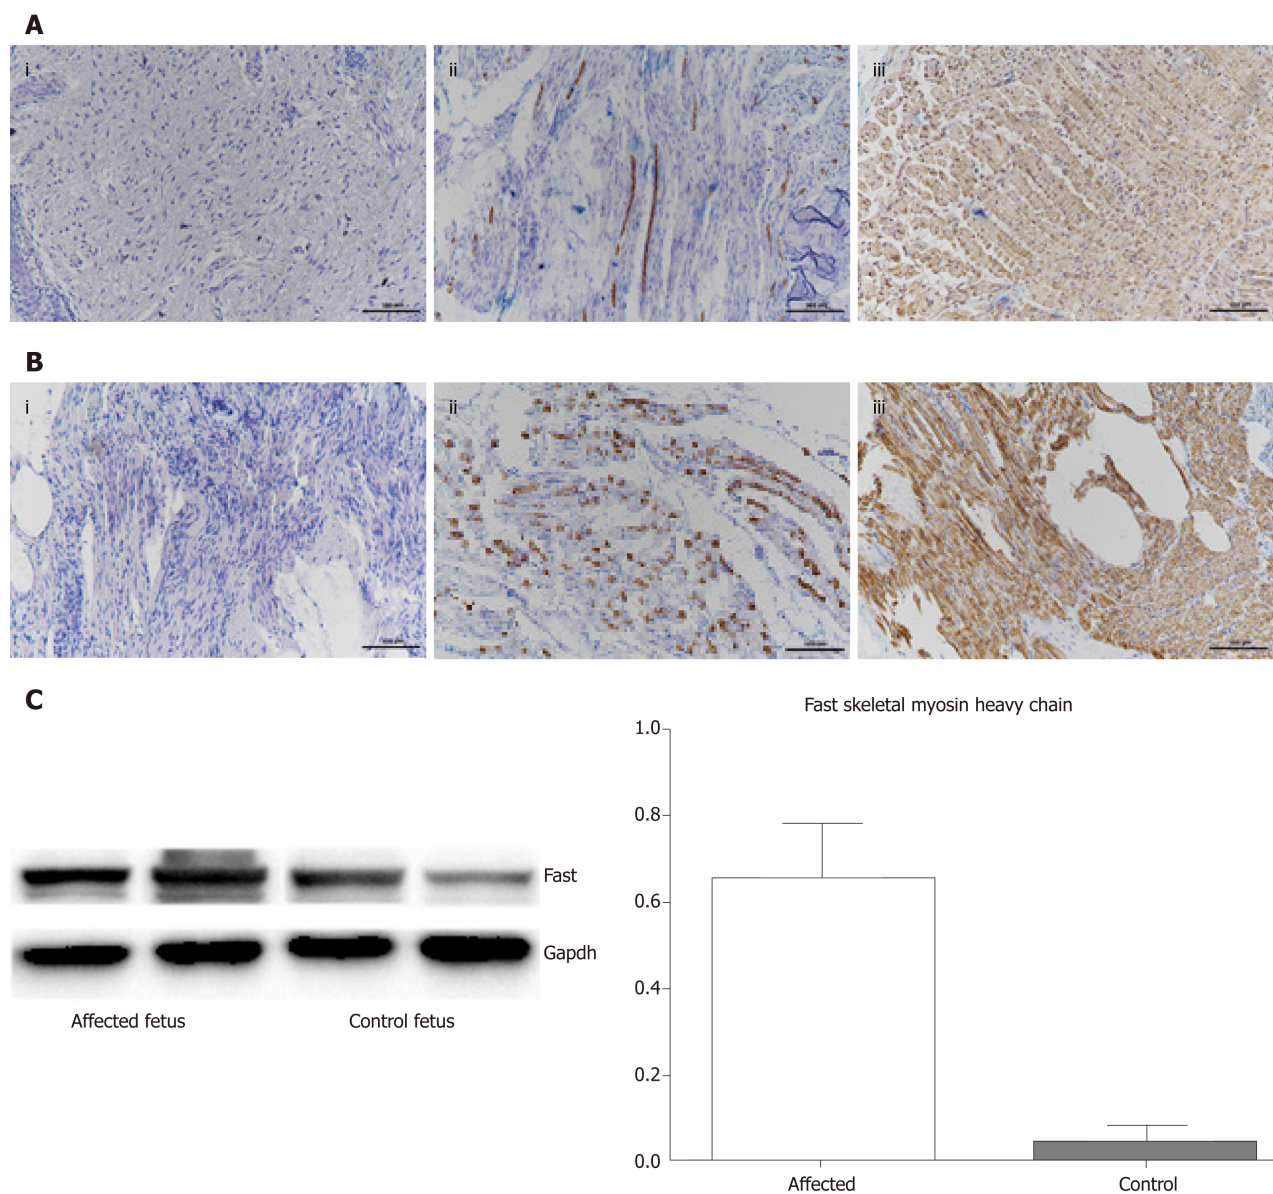 A
i
ii
iii
B
i
ii
iii
C
Fast skeletal myosin heavy chain
1.0
0.8
0.6
0.4
0.2
0.0
Fast
Gapdh
Affected fetus
Control fetus
Affected
Control